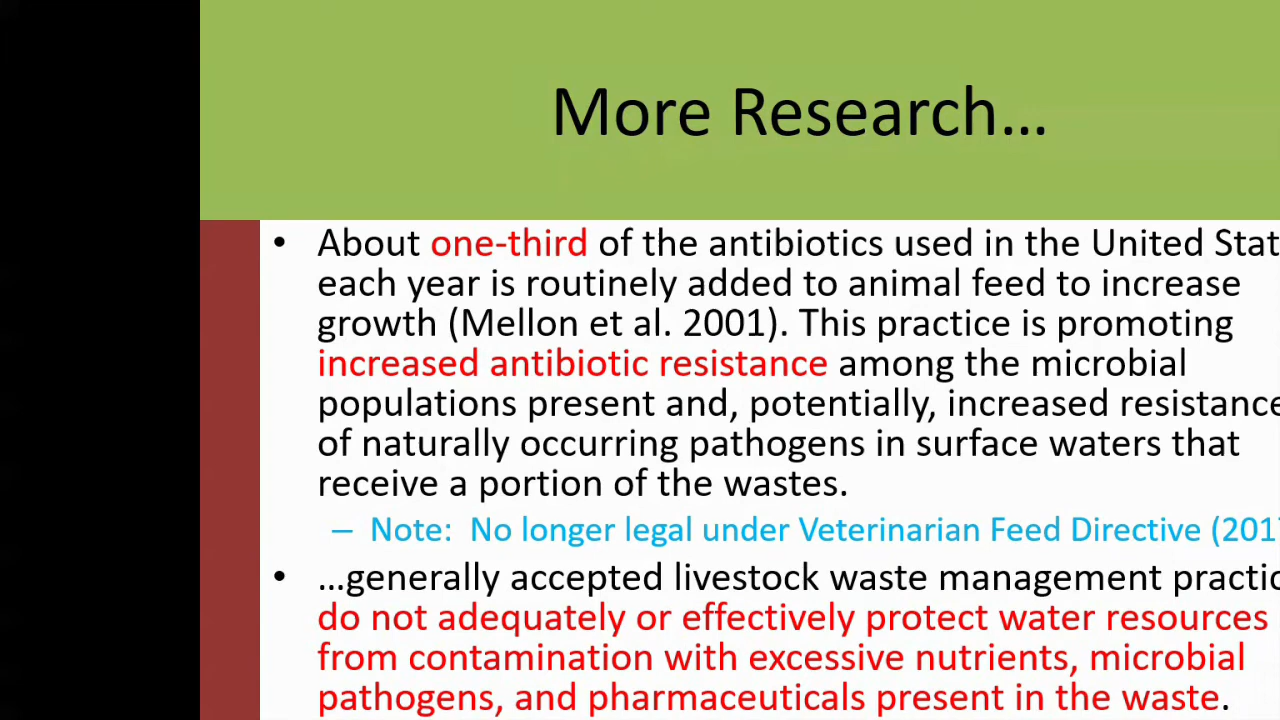 More Research…
• About one-third of the antibiotics used in the United Stat
each year is routinely added to animal feed to increase
growth (Mellon et al. 2001). This practice is promoting
increased antibiotic resistance among the microbial
populations present and, potentially, increased resistance
of naturally occurring pathogens in surface waters that
receive a portion of the wastes.
– Note: No longer legal under Veterinarian Feed Directive (201
• …generally accepted livestock waste management practic
do not adequately or effectively protect water resources
from contamination with excessive nutrients, microbial
pathogens, and pharmaceuticals present in the waste.